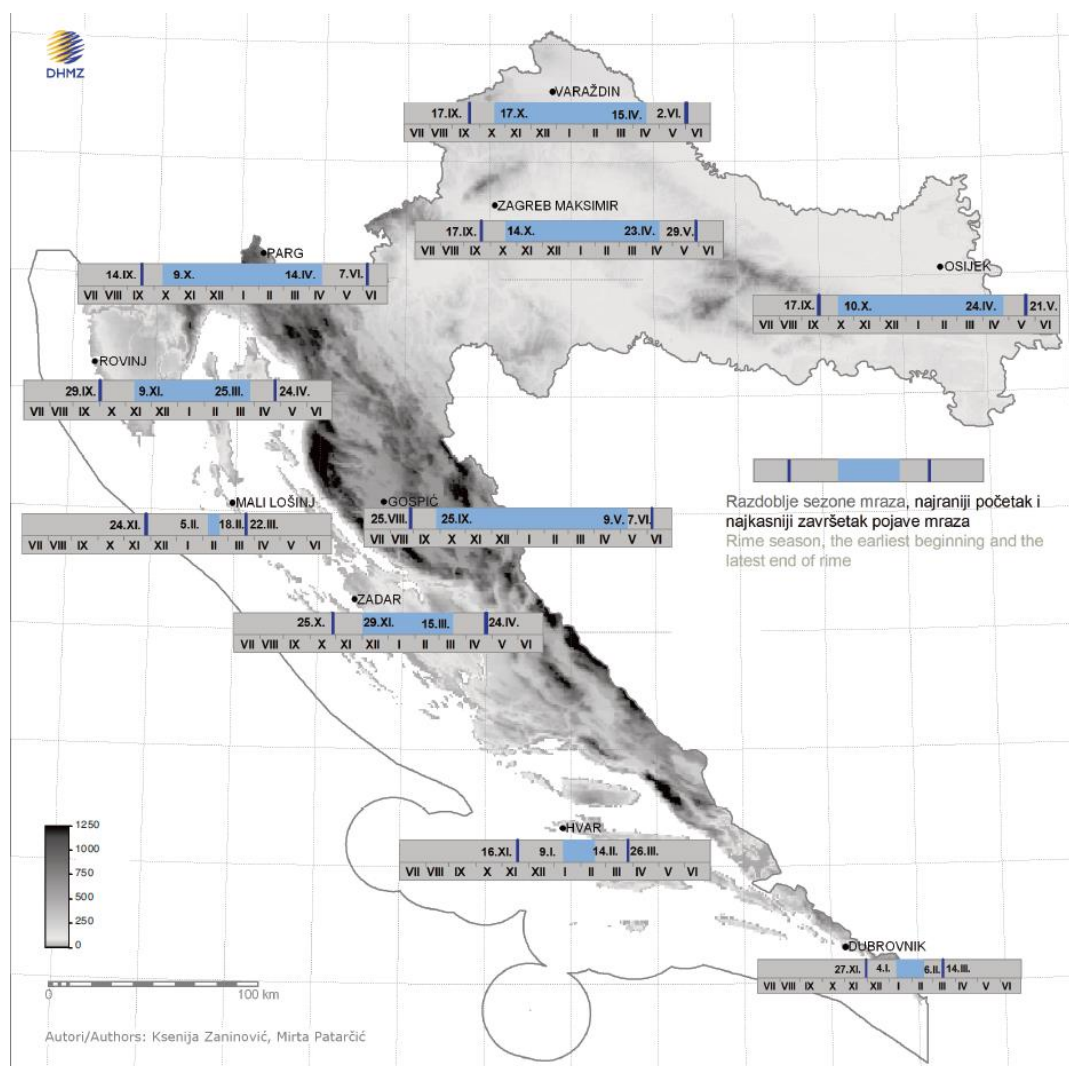 DHMZ
VARAŽDIN
17.IX. 17.X. 15.IV. 2.VI.
VII VIII IX X XI XII I II III IV V VI
ZAGREB MAKSIMIR
17.IX. 14.X. 23.IV. 29.V.
VII VIII IX X XI XII I II III IV V VI
PARG
14.IX. 9.X. 14.IV. 7.VI.
VII VIII IX X XI XII I II III IV V VI
OSIJEK
17.IX. 10.X. 24.IV. 21.V.
VII VIII IX X XI XII I II III IV V VI
ROVINJ
29.IX. 9.XI. 25.III. 24.IV.
VII VIII IX X XI XII I II III IV V VI
MALI LOŠINJ
24.XI. 5.II. 18.II. 22.III.
VII VIII IX X XI XII I II III IV V VI
GOSPIĆ
25.VIII. 25.IX. 9.V. 7.VI.
VII VIII IX X XI XII I II III IV V VI
Razdoblje sezone mraza, najraniji početak i
najkasniji završetak pojave mraza
Rime season, the earliest beginning and the
latest end of rime
ZADAR
25.X. 29.XI. 15.III. 24.IV.
VII VIII IX X XI XII I II III IV V VI
HVAR
16.XI. 9.I. 14.II. 26.III.
VII VIII IX X XI XII I II III IV V VI
1250
1000
750
500
250
0
DUBROVNIK
27.XI. 4.I. 6.II. 14.III.
VII VIII IX X XI XII I II III IV V VI
0 100 km
Autori/Authors: Ksenija Zaninović, Mirta Patarčić